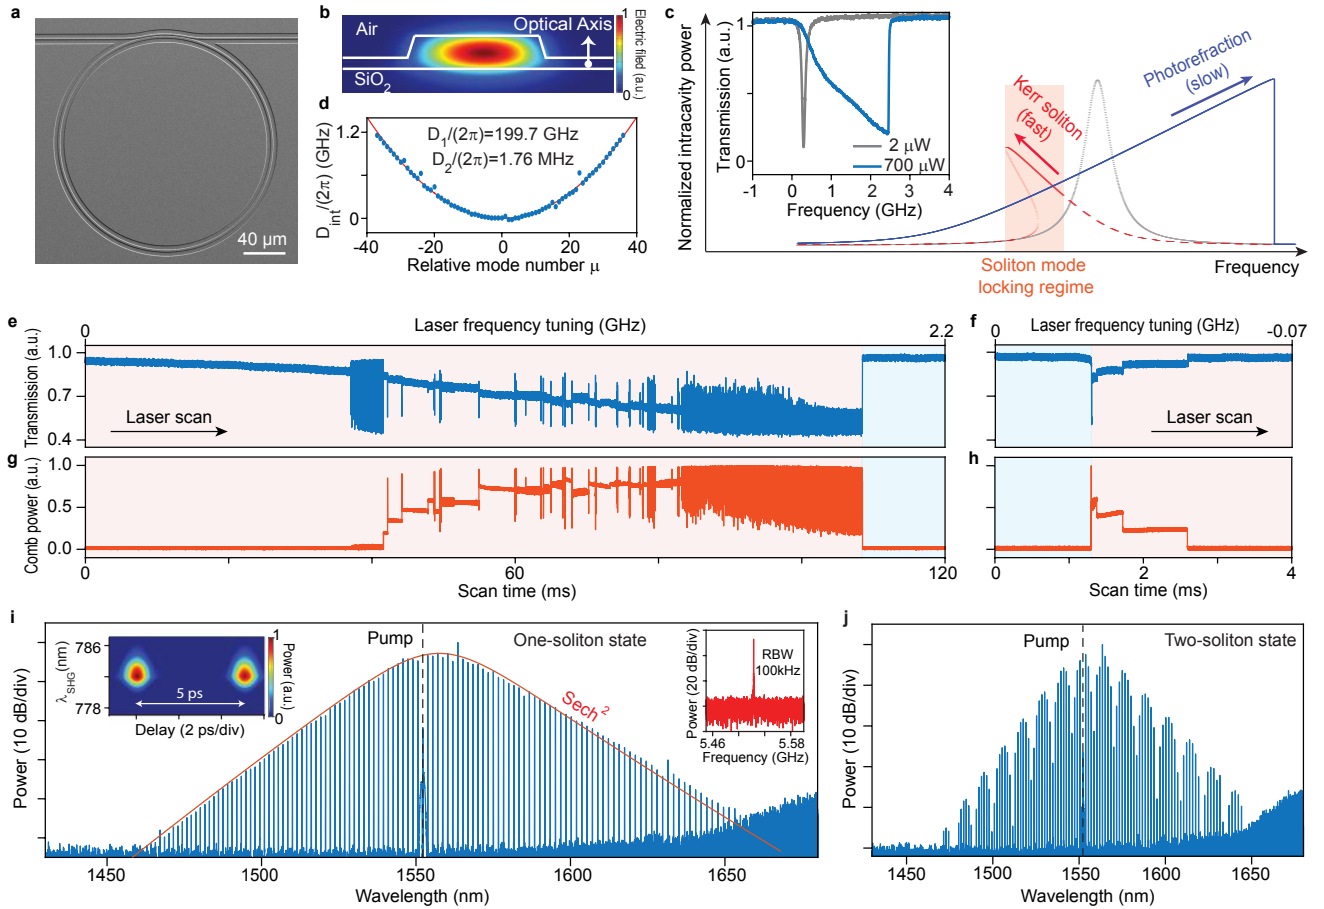 a
40 µm
b
Air
Optical Axis
SiO2
1
0
Electric filed (a.u.)
d
D1/(2π)=199.7 GHz
D2/(2π)=1.76 MHz
1.2
0
Dint/(2π) (GHz)
-40
-20
0
20
40
Relative mode number µ
c
Normalized intracavity power
Transmission (a.u.)
1
0
2 µW
700 µW
-1
0
1
2
3
4
Frequency (GHz)
Kerr soliton
(fast)
Photorefraction
(slow)
Soliton mode
locking regime
Frequency
e
0
Laser frequency tuning (GHz)
2.2
Transmission (a.u.)
1.0
0.7
0.4
Laser scan
f
0
Laser frequency tuning (GHz)
-0.07
Laser scan
g
Comb power (a.u.)
1.0
0.5
0.0
0
60
120
Scan time (ms)
h
0
2
4
Scan time (ms)
i
Power (10 dB/div)
λSHG(nm)
786
778
5 ps
Delay (2 ps/div)
1
0
Power (a.u.)
Pump
One-soliton state
Sech2
Power (20 dB/div)
RBW
100kHz
5.46
5.58
Frequency (GHz)
1450
1500
1550
1600
1650
Wavelength (nm)
j
Power (10 dB/div)
Pump
Two-soliton state
1450
1500
1550
1600
1650
Wavelength (nm)